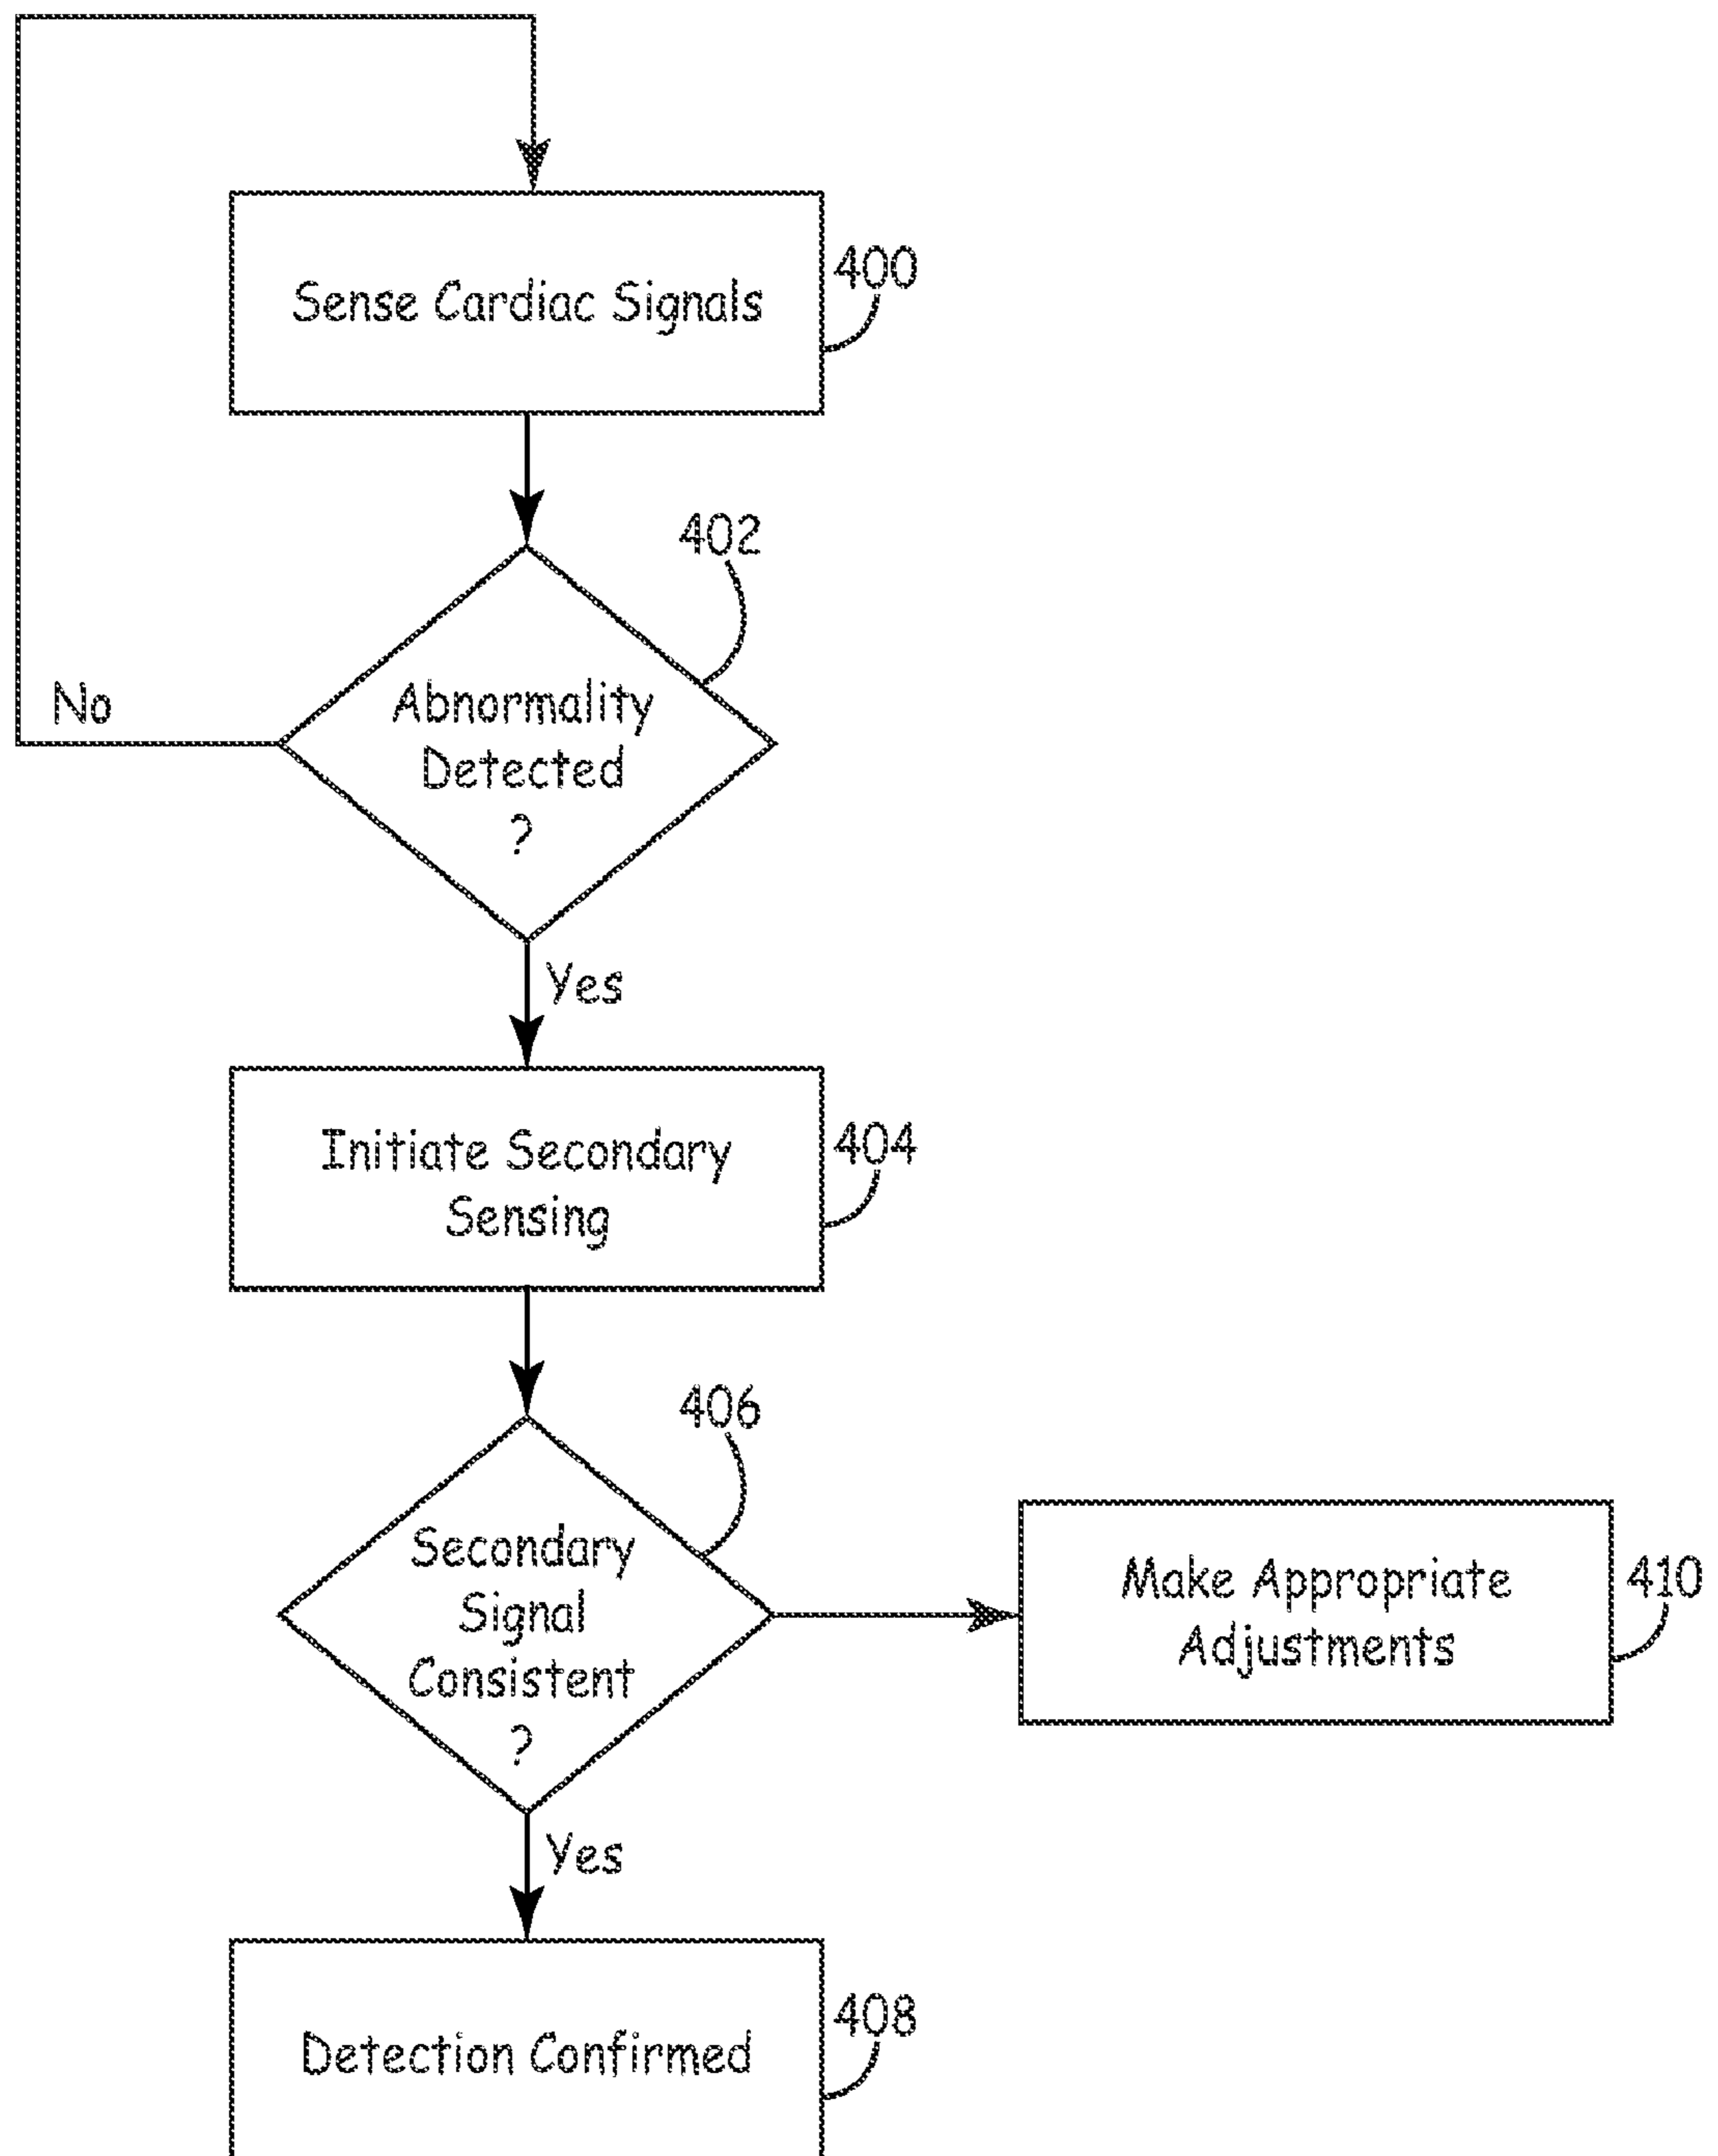 Sense Cardiac Signals
400
402
Abnormality
Detected
?
No
Yes
Initiate Secondary
Sensing
404
406
Secondary
Signal
Consistent
?
Make Appropriate
Adjustments
410
Yes
Detection Confirmed
408